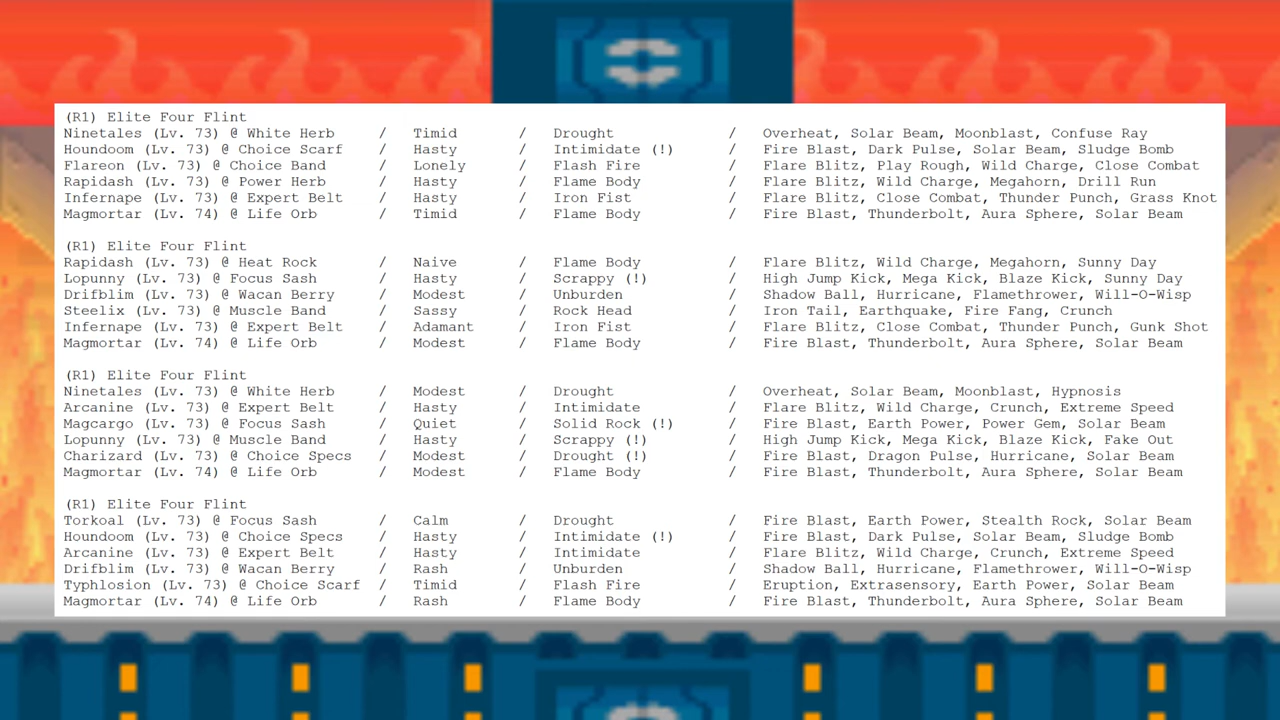 (R1) Elite Four Flint
Ninetales (Lv. 73) @ White Herb / Timid / Drought / Overheat, Solar Beam, Moonblast, Confuse Ray
Houndoom (Lv. 73) @ Choice Scarf / Hasty / Intimidate (!) / Fire Blast, Dark Pulse, Solar Beam, Sludge Bomb
Flareon (Lv. 73) @ Choice Band / Lonely / Flash Fire / Flare Blitz, Play Rough, Wild Charge, Close Combat
Rapidash (Lv. 73) @ Power Herb / Hasty / Flame Body / Flare Blitz, Wild Charge, Megahorn, Drill Run
Infernape (Lv. 73) @ Expert Belt / Hasty / Iron Fist / Flare Blitz, Close Combat, Thunder Punch, Grass Knot
Magmortar (Lv. 74) @ Life Orb / Timid / Flame Body / Fire Blast, Thunderbolt, Aura Sphere, Solar Beam
(R1) Elite Four Flint
Rapidash (Lv. 73) @ Heat Rock / Naive / Flame Body / Flare Blitz, Wild Charge, Megahorn, Sunny Day
Lopunny (Lv. 73) @ Focus Sash / Hasty / Scrappy (!) / High Jump Kick, Mega Kick, Blaze Kick, Sunny Day
Drifblim (Lv. 73) @ Wacan Berry / Modest / Unburden / Shadow Ball, Hurricane, Flamethrower, Will-O-Wisp
Steelix (Lv. 73) @ Muscle Band / Sassy / Rock Head / Iron Tail, Earthquake, Fire Fang, Crunch
Infernape (Lv. 73) @ Expert Belt / Adamant / Iron Fist / Flare Blitz, Close Combat, Thunder Punch, Gunk Shot
Magmortar (Lv. 74) @ Life Orb / Modest / Flame Body / Fire Blast, Thunderbolt, Aura Sphere, Solar Beam
(R1) Elite Four Flint
Ninetales (Lv. 73) @ White Herb / Modest / Drought / Overheat, Solar Beam, Moonblast, Hypnosis
Arcanine (Lv. 73) @ Expert Belt / Hasty / Intimidate / Flare Blitz, Wild Charge, Crunch, Extreme Speed
Magcargo (Lv. 73) @ Focus Sash / Quiet / Solid Rock (!) / Fire Blast, Earth Power, Power Gem, Solar Beam
Lopunny (Lv. 73) @ Muscle Band / Hasty / Scrappy (!) / High Jump Kick, Mega Kick, Blaze Kick, Fake Out
Charizard (Lv. 73) @ Choice Specs / Modest / Drought (!) / Fire Blast, Dragon Pulse, Hurricane, Solar Beam
Magmortar (Lv. 74) @ Life Orb / Modest / Flame Body / Fire Blast, Thunderbolt, Aura Sphere, Solar Beam
(R1) Elite Four Flint
Torkoal (Lv. 73) @ Focus Sash / Calm / Drought / Fire Blast, Earth Power, Stealth Rock, Solar Beam
Houndoom (Lv. 73) @ Choice Specs / Hasty / Intimidate (!) / Fire Blast, Dark Pulse, Solar Beam, Sludge Bomb
Arcanine (Lv. 73) @ Expert Belt / Hasty / Intimidate / Flare Blitz, Wild Charge, Crunch, Extreme Speed
Drifblim (Lv. 73) @ Wacan Berry / Rash / Unburden / Shadow Ball, Hurricane, Flamethrower, Will-O-Wisp
Typhlosion (Lv. 73) @ Choice Scarf / Timid / Flash Fire / Eruption, Extrasensory, Earth Power, Solar Beam
Magmortar (Lv. 74) @ Life Orb / Rash / Flame Body / Fire Blast, Thunderbolt, Aura Sphere, Solar Beam